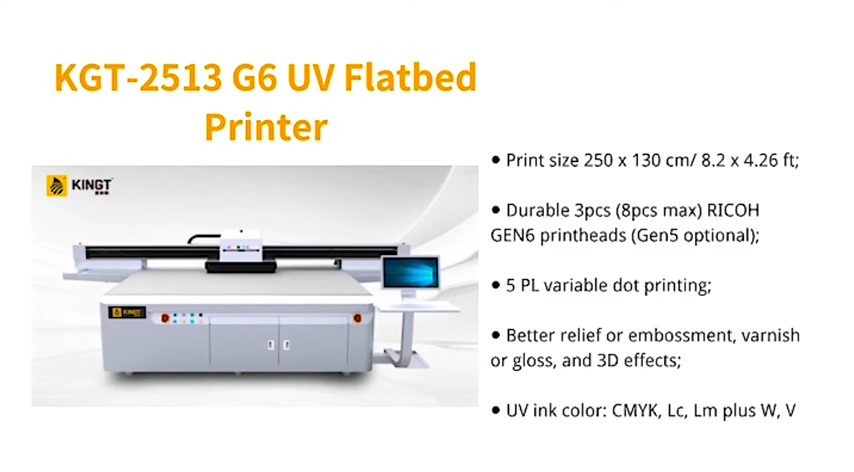 KGT-2513 G6 UV Flatbed
Printer
KINGT
• Print size 250 x 130 cm/ 8.2 x 4.26 ft;
• Durable 3pcs (8pcs max) RICOH
GEN6 printheads (Gen5 optional);
• 5 PL variable dot printing;
• Better relief or embossment, varnish
or gloss, and 3D effects;
• UV ink color: CMYK, Lc, Lm plus W, V
KINGT